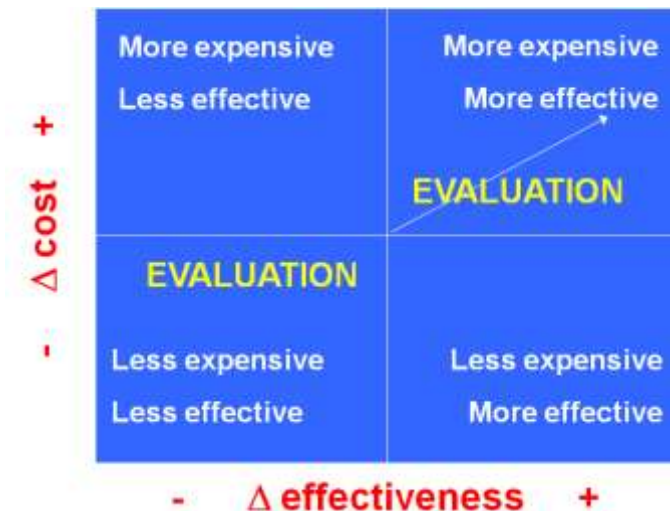 More expensive
Less effective
More expensive
More effective
EVALUATION
EVALUATION
Less expensive
Less effective
Less expensive
More effective
- Δ cost +
- Δ effectiveness +